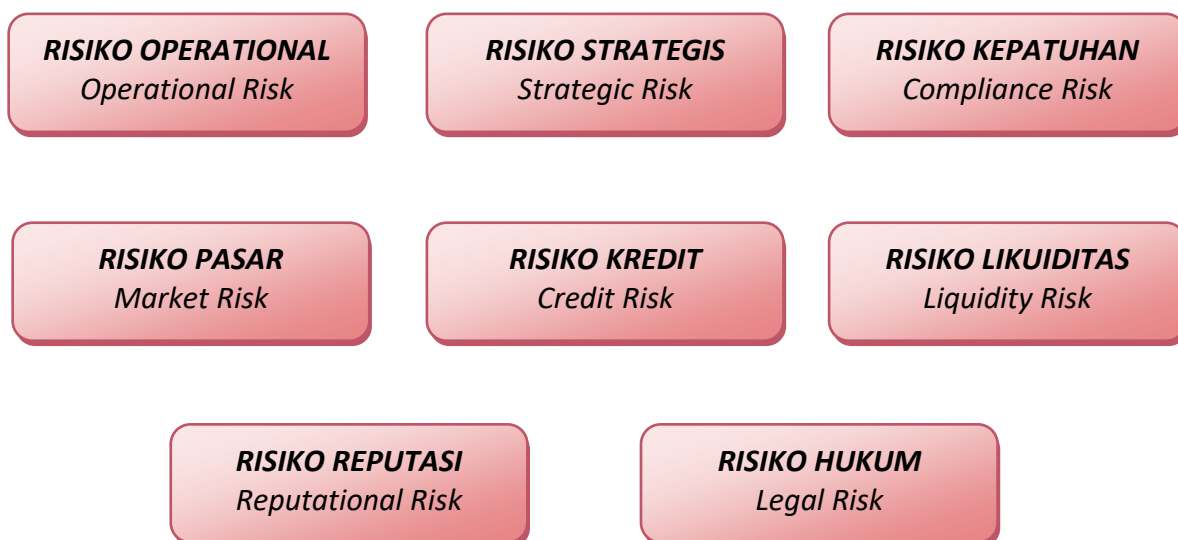 RISIKO OPERATIONAL
Operational Risk
RISIKO STRATEGIS
Strategic Risk
RISIKO KEPATUHAN
Compliance Risk
RISIKO PASAR
Market Risk
RISIKO KREDIT
Credit Risk
RISIKO LIKUIDITAS
Liquidity Risk
RISIKO REPUTASI
Reputational Risk
RISIKO HUKUM
Legal Risk